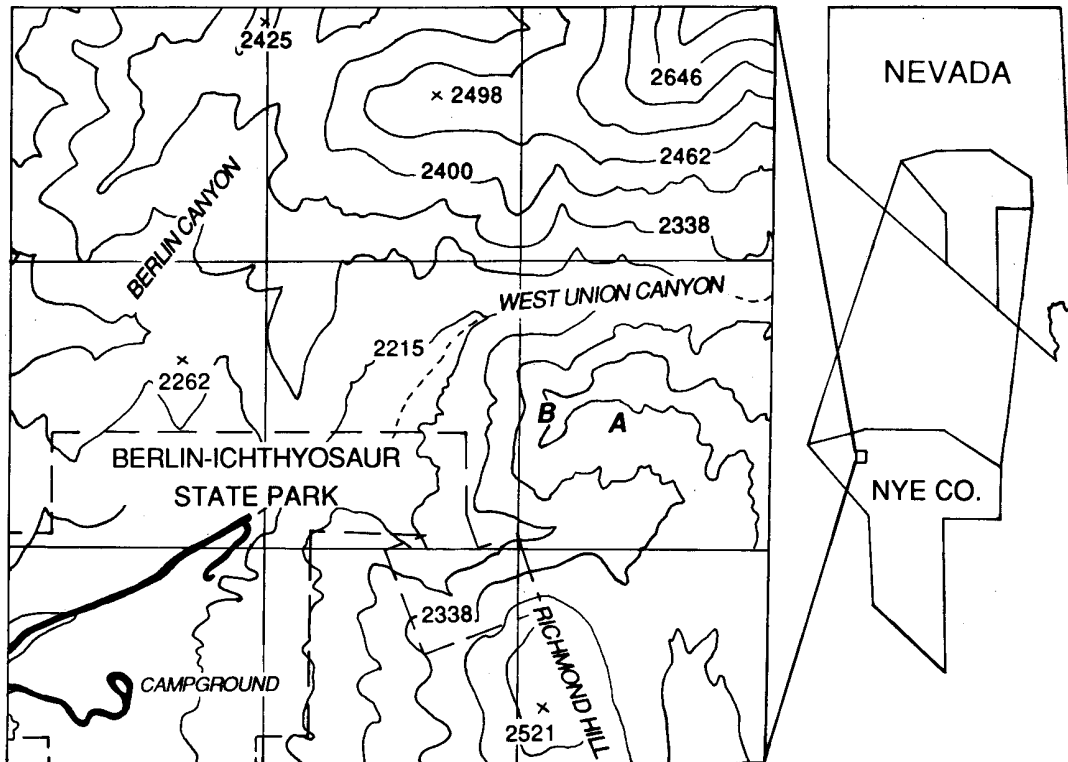 2425
2646
2498
NEVADA
2462
2400
BERLIN CANYON
2338
WEST UNION CANYON
2215
2262
B
A
BERLIN-ICHTHYOSAUR
STATE PARK
NYE CO.
2338
RICHMOND HILL
CAMPGROUND
2521